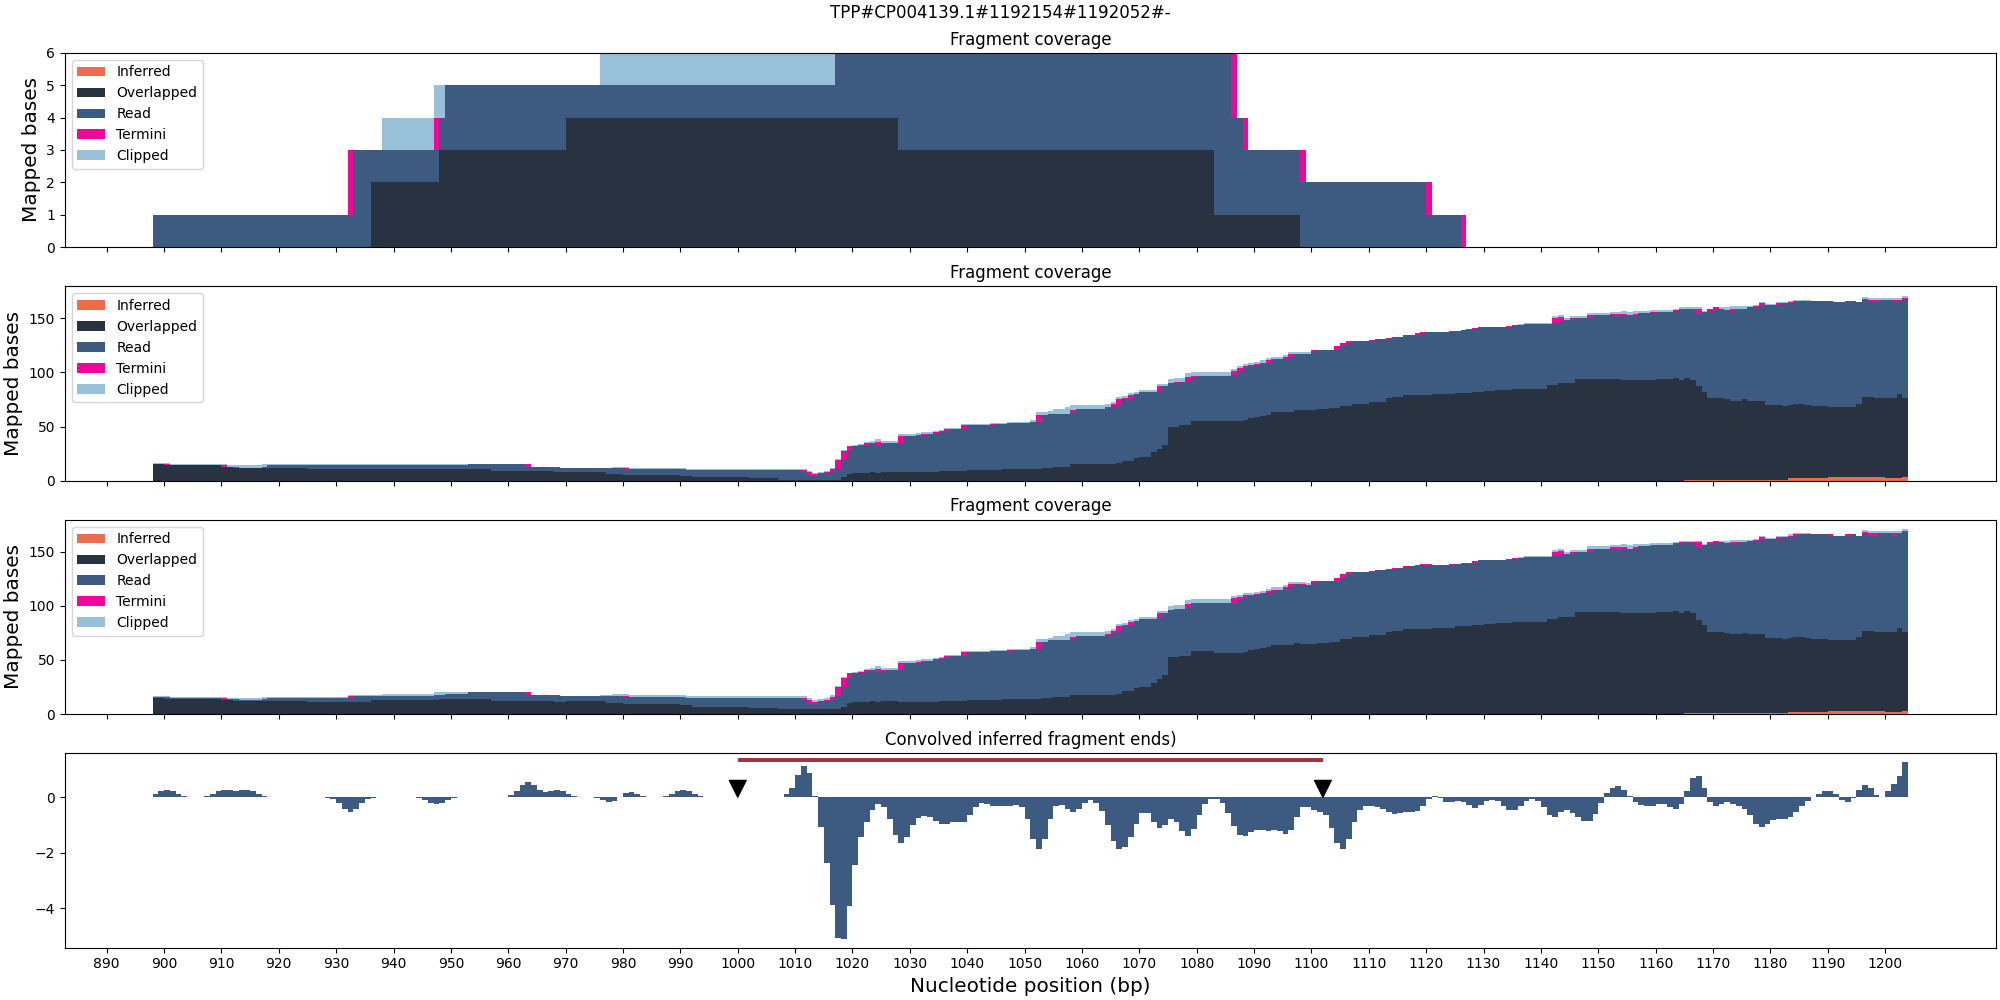 TPP#CP004139.1#1192154#1192052#-
Fragment coverage
Mapped bases
6
5
4
3
2
1
0
Inferred
Overlapped
Read
Termini
Clipped
Fragment coverage
Mapped bases
150
100
50
0
Inferred
Overlapped
Read
Termini
Clipped
Fragment coverage
Mapped bases
150
100
50
0
Inferred
Overlapped
Read
Termini
Clipped
Convolved inferred fragment ends)
0
−2
−4
890 900 910 920 930 940 950 960 970 980 990 1000 1010 1020 1030 1040 1050 1060 1070 1080 1090 1100 1110 1120 1130 1140 1150 1160 1170 1180 1190 1200
Nucleotide position (bp)